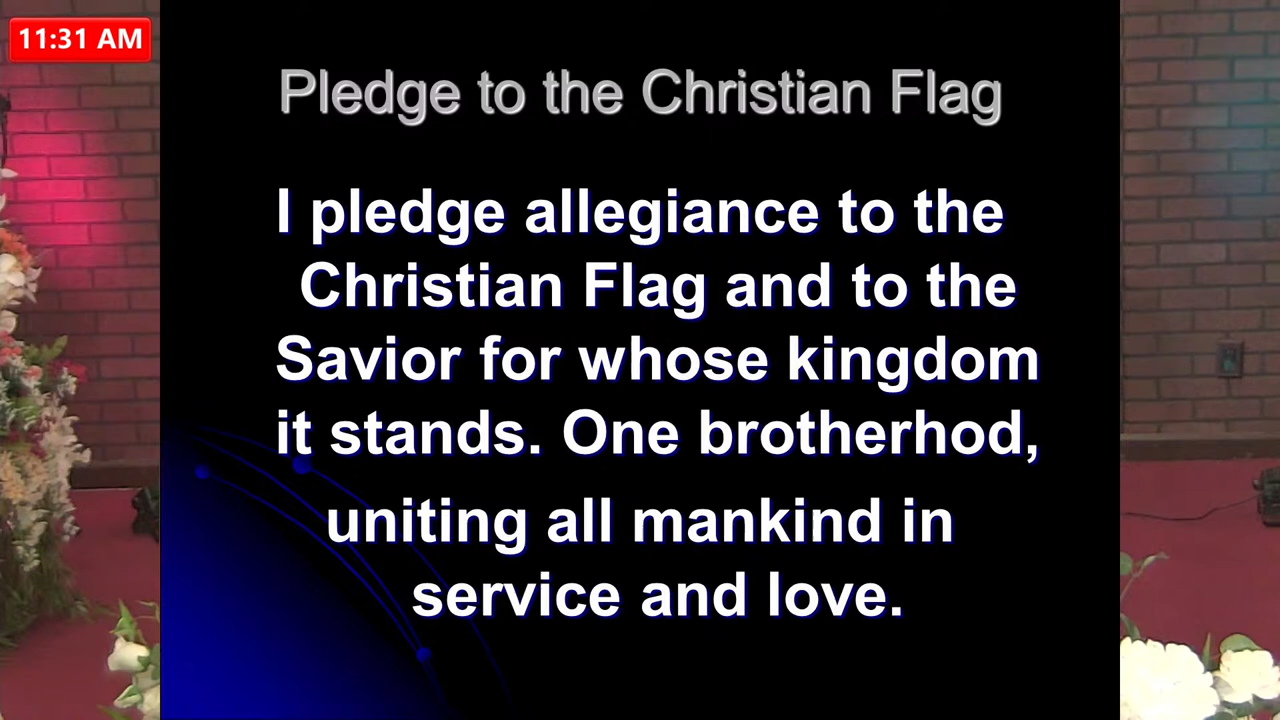 11:31 AM
Pledge to the Christian Flag
I pledge allegiance to the
Christian Flag and to the
Savior for whose kingdom
it stands. One brotherhod,
uniting all mankind in
service and love.